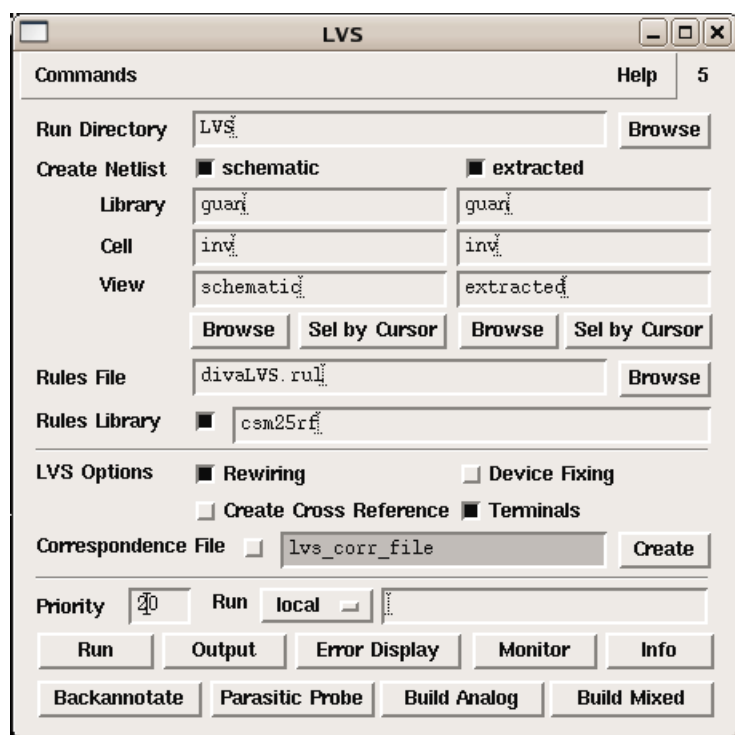 LVS
Commands Help 5
Run Directory LVS Browse
Create Netlist schematic extracted
Library guan guan
Cell inv inv
View schematic extracted
Browse Sel by Cursor Browse Sel by Cursor
Rules File divaLVS.rul Browse
Rules Library csm25rf
LVS Options Rewiring Device Fixing
Create Cross Reference Terminals
Correspondence File lvs_corr_file Create
Priority 20 Run local
Run Output Error Display Monitor Info
Backannotate Parasitic Probe Build Analog Build Mixed